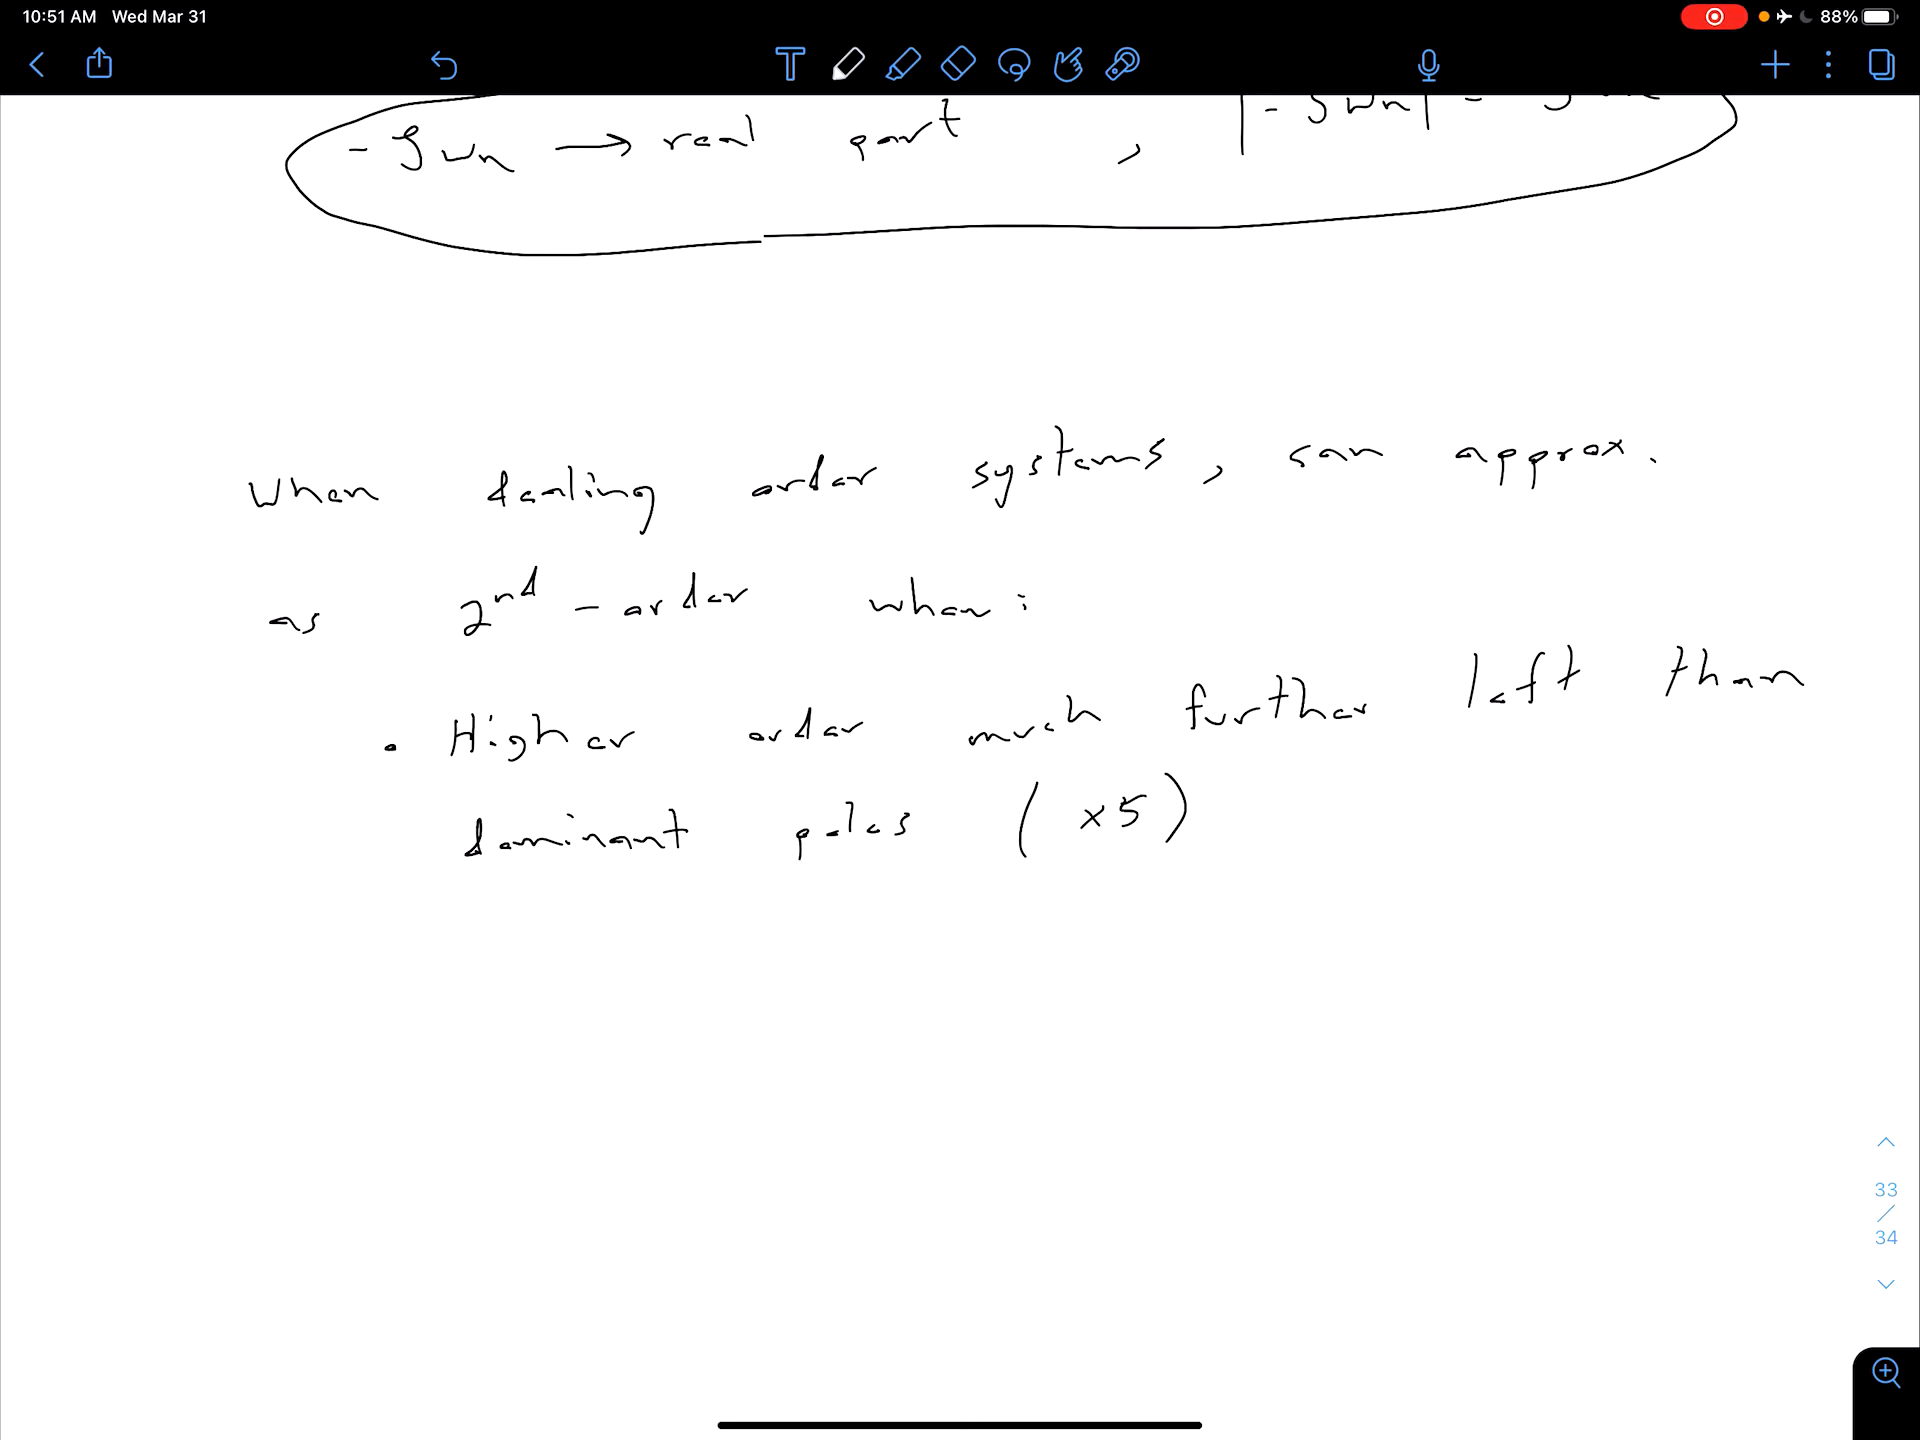 10:51 AM Wed Mar 31
88%
T
- ζωn → real part , |- ζωn| =
When dealing order systems, can approx.
as 2nd - order when:
• Higher order much further left than
dominant poles ( x5 )
33
/
34